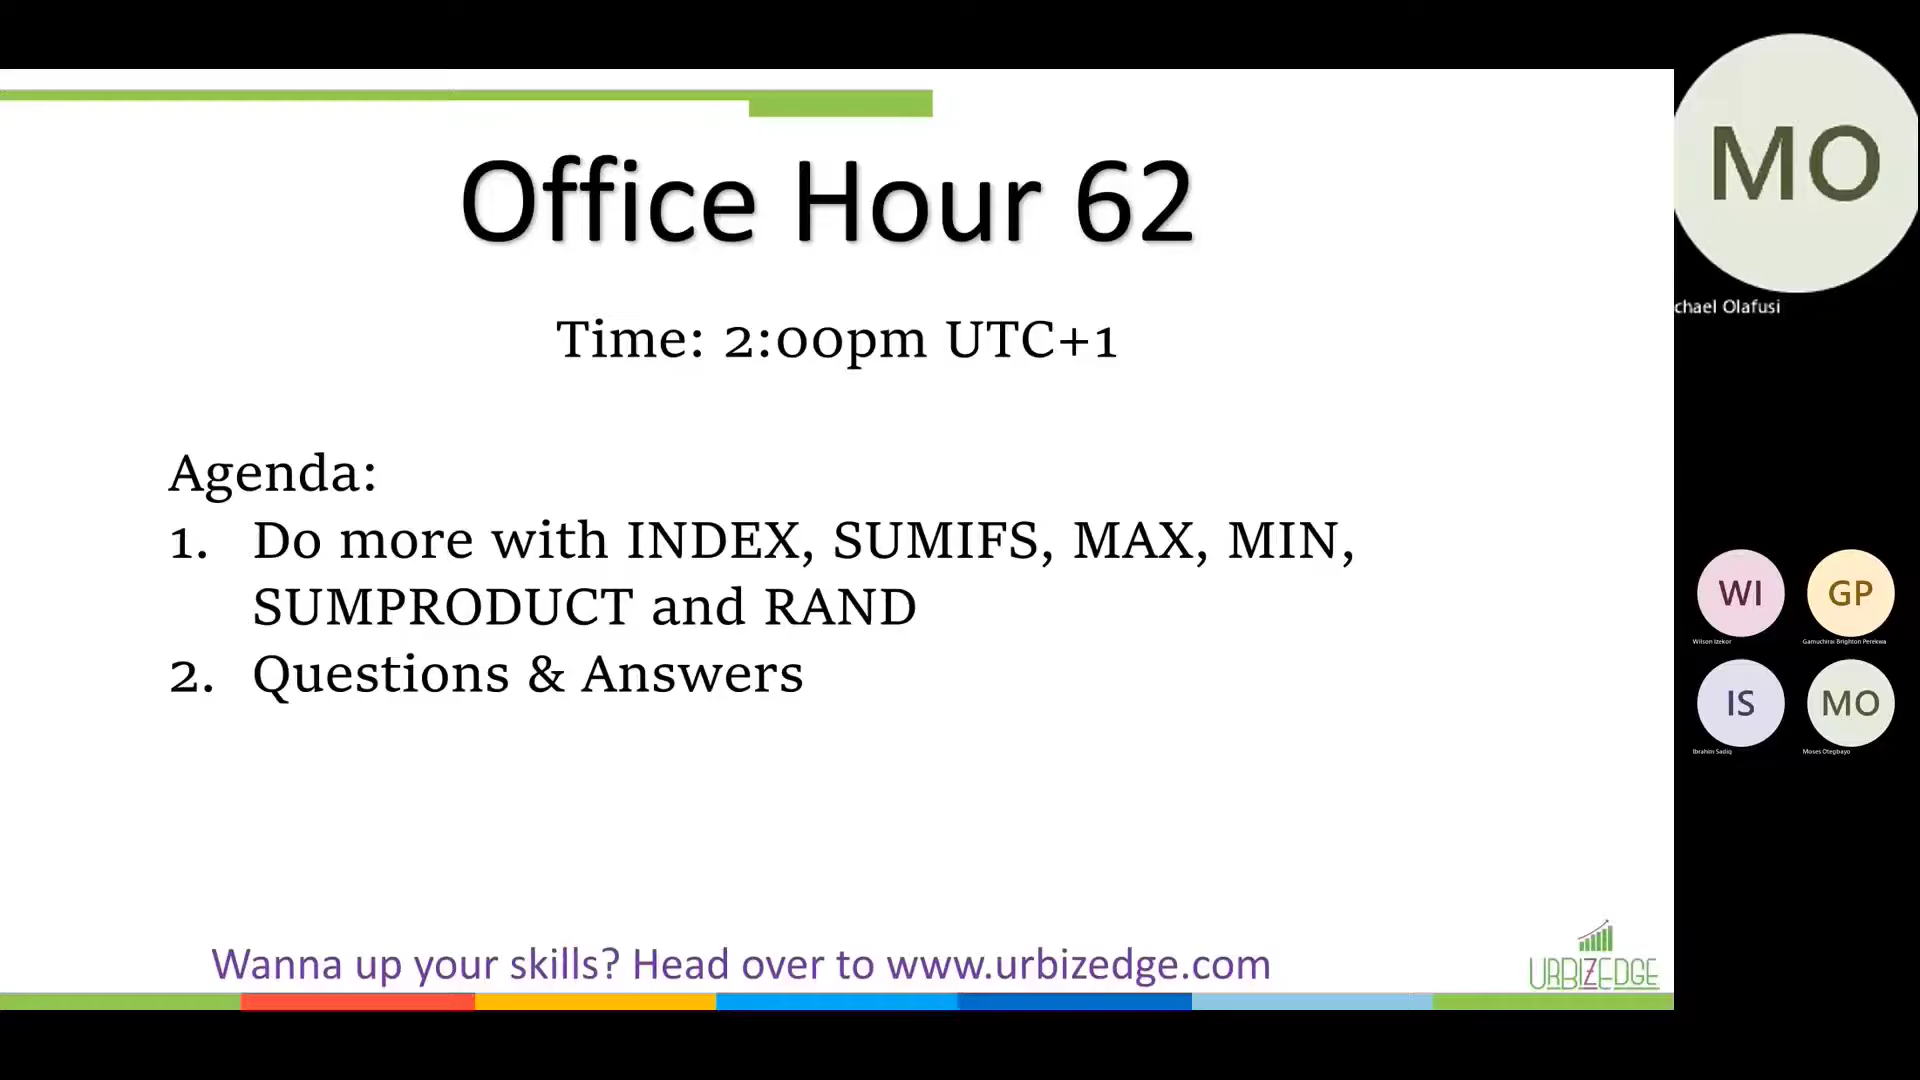 Office Hour 62
Time: 2:00pm UTC+1
Agenda:
1. Do more with INDEX, SUMIFS, MAX, MIN,
SUMPRODUCT and RAND
2. Questions & Answers
Wanna up your skills? Head over to www.urbizedge.com
URBIZEDGE
MO
chael Olafusi
WI
GP
Wilson Izekor
Gamuchirai Brighton Perekwa
IS
MO
Ibrahim Sadiq
Moses Otegbayo